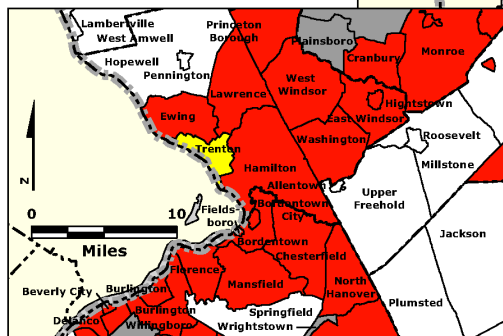 Lambertville
West Amwell
Princeton
Borough
Plainsboro
Cranbury
Monroe
Hopewell
Pennington
Lawrence
West
Windsor
Hightstown
East Windsor
Ewing
Trenton
Washington
Roosevelt
Millstone
Hamilton
Allentown
Upper
Freehold
N
0
10
Miles
Fields-
boro
Bordentown
City
Jackson
Bordentown
Chesterfield
Florence
Mansfield
North
Hanover
Plumsted
Beverly City
Burlington
Burlington
Springfield
Delanco
Willingboro
Wrightstown